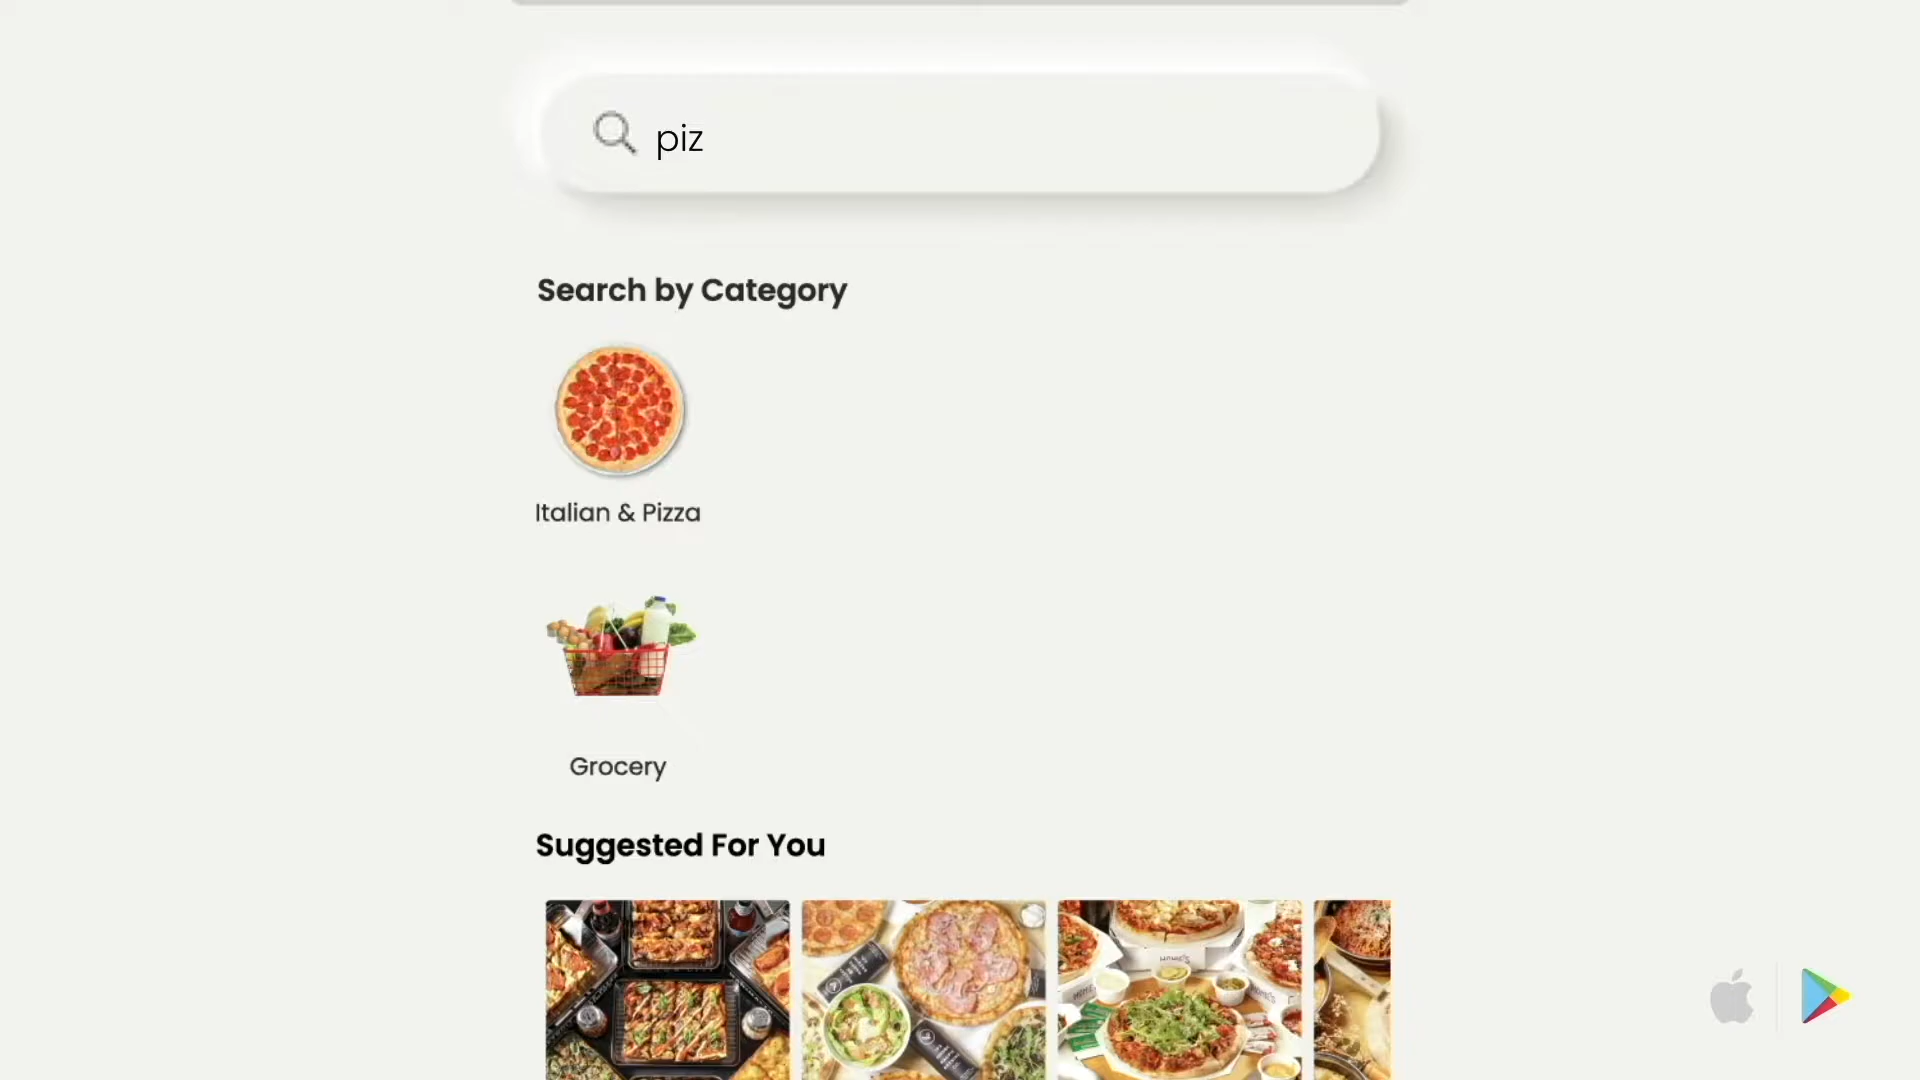 piz
Search by Category
Italian & Pizza
Grocery
Suggested For You